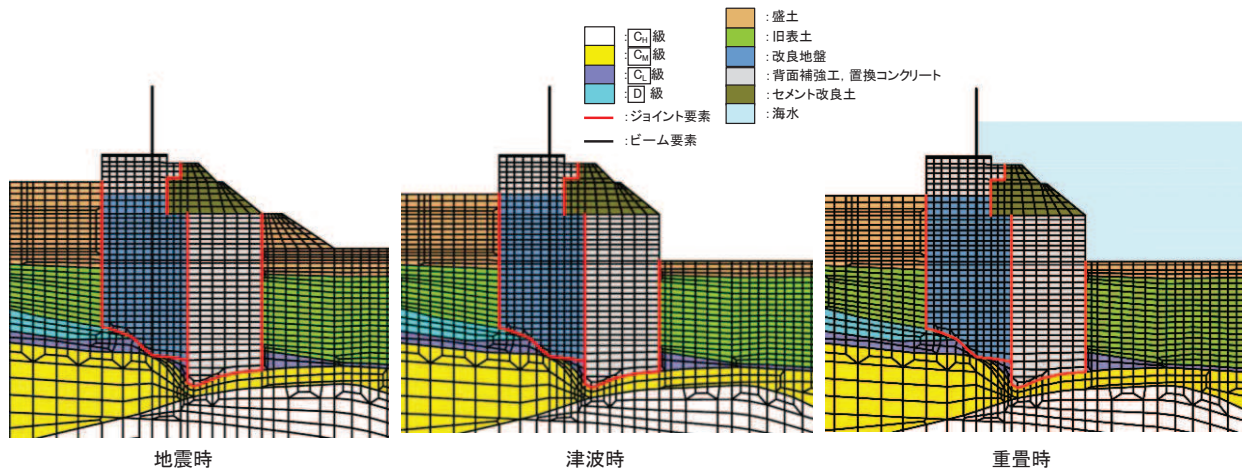 :CH級
:CM級
:CL級
:D 級
:ジョイント要素
:ビーム要素
:盛土
:旧表土
:改良地盤
:背面補強工，置換コンクリート
:セメント改良土
:海水
地震時
津波時
重畳時